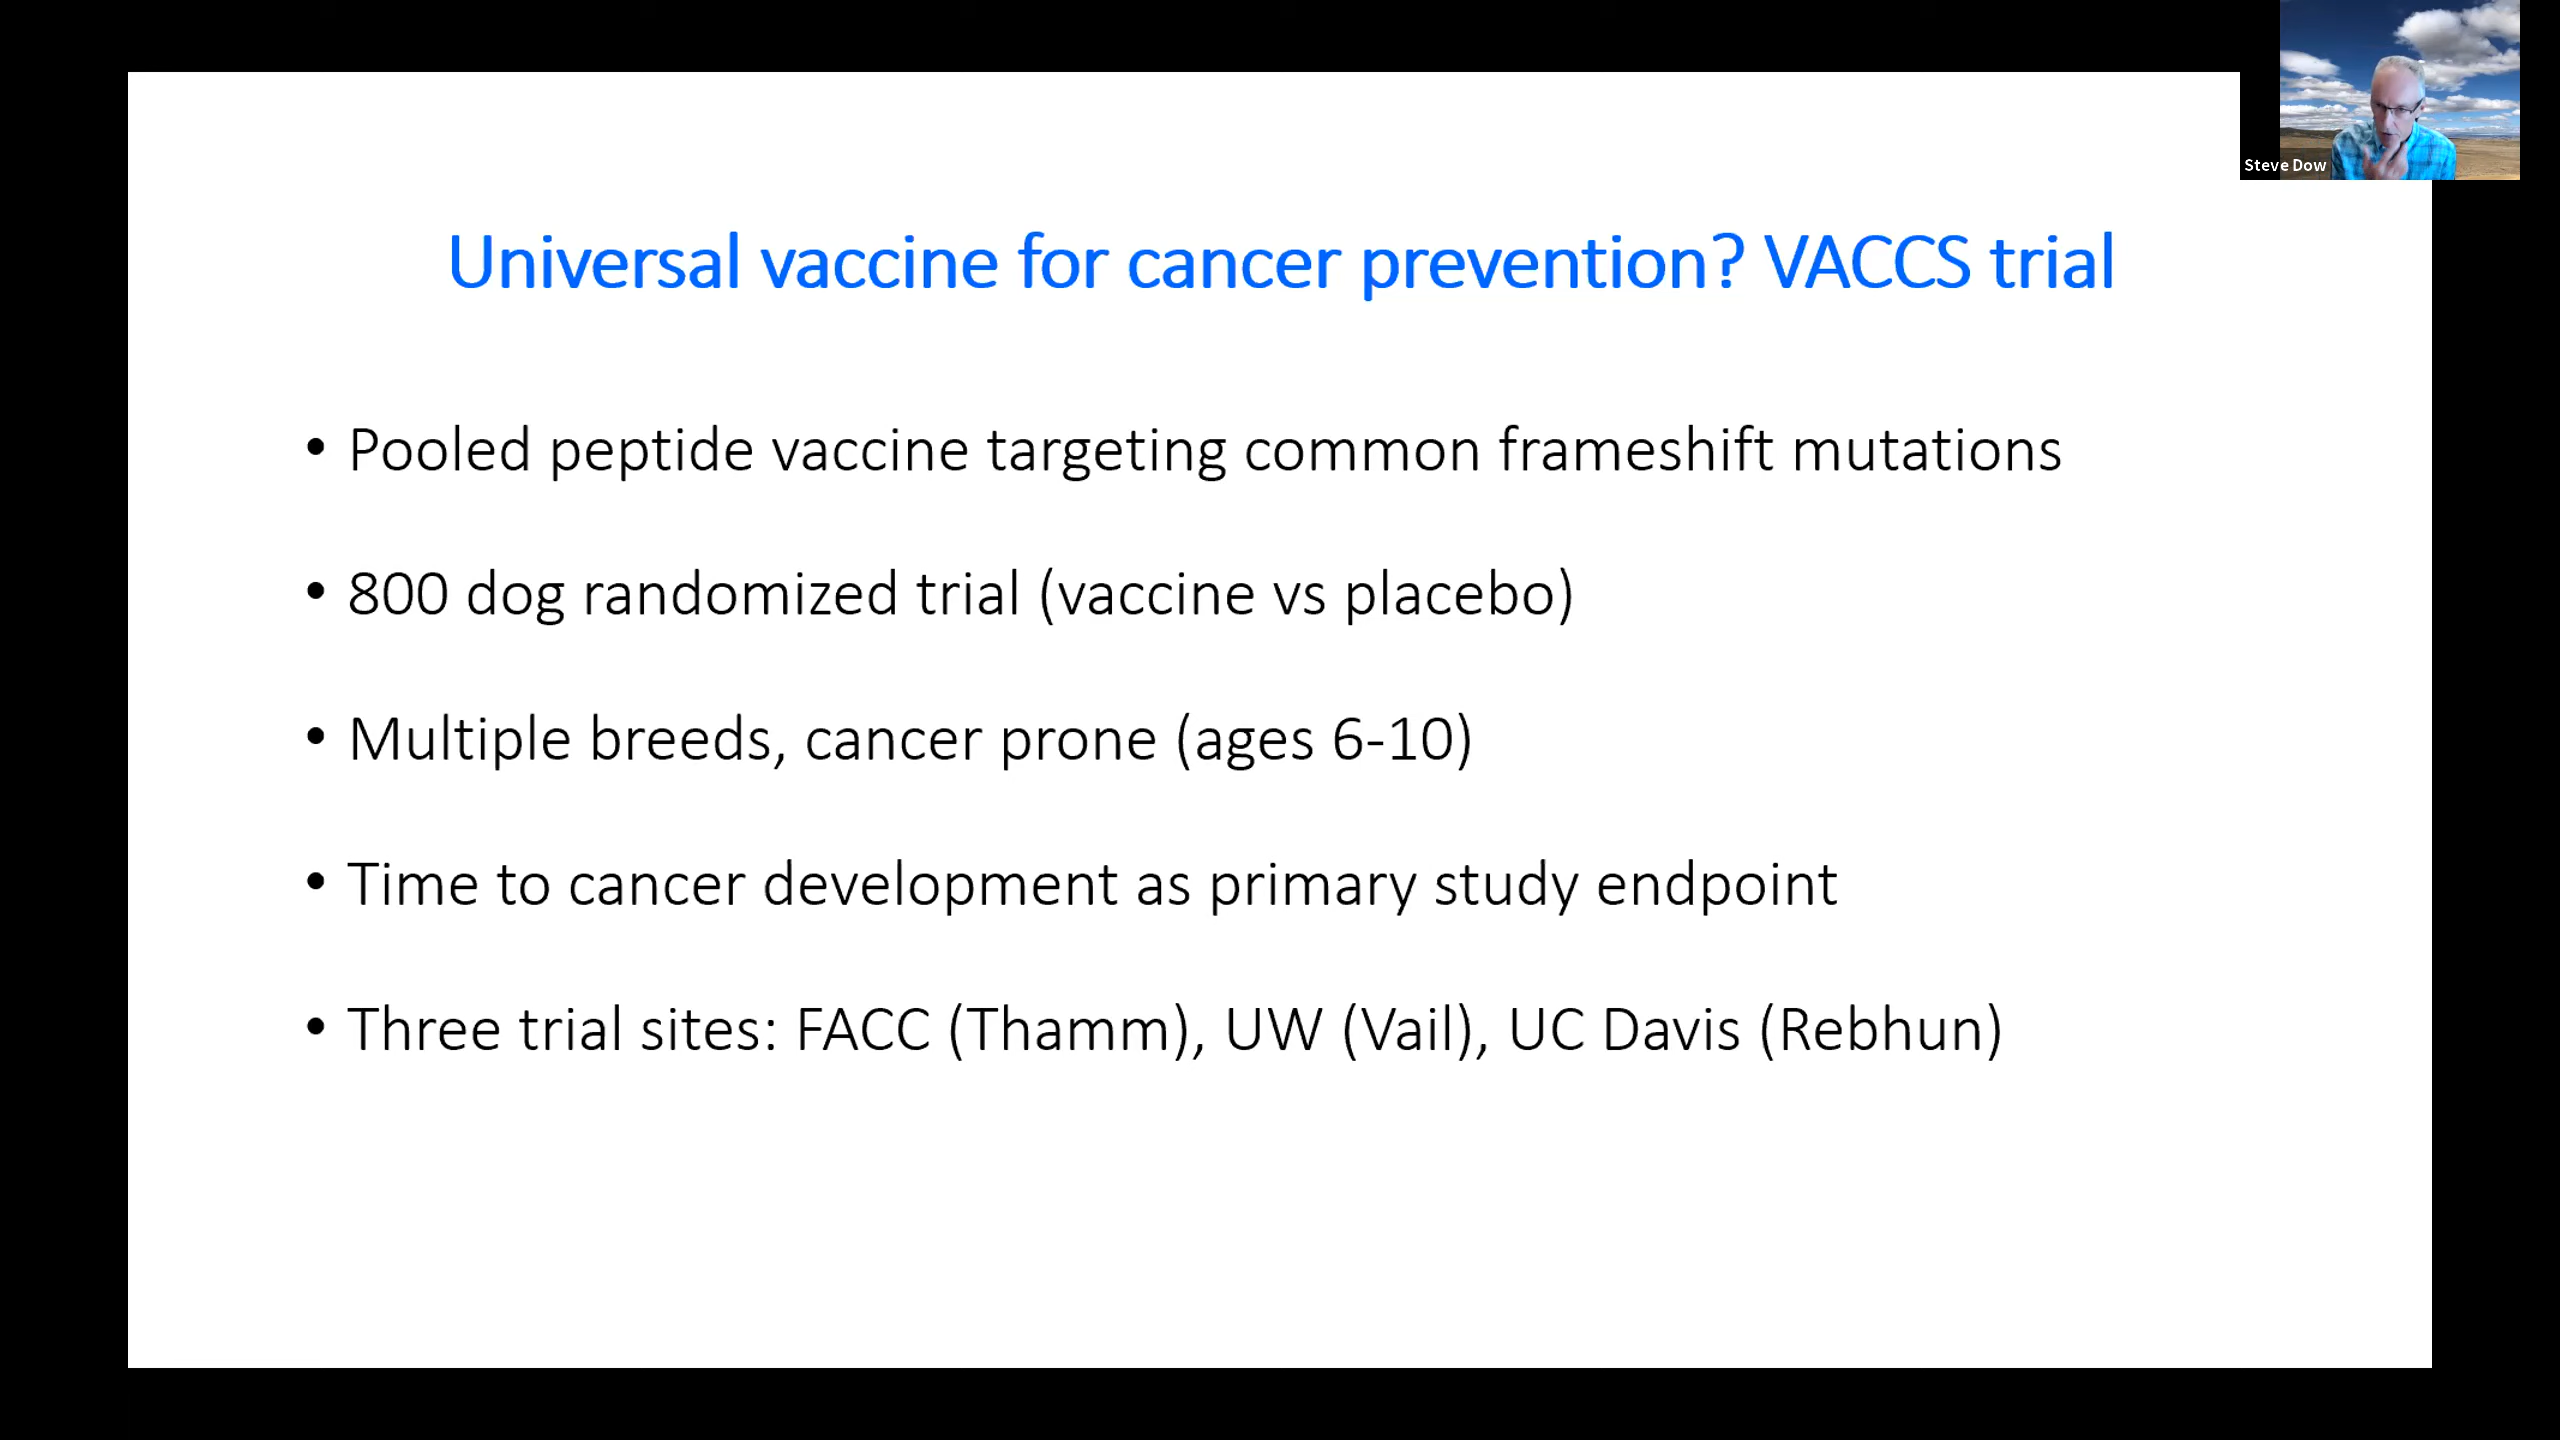 Steve Dow
Universal vaccine for cancer prevention? VACCS trial
• Pooled peptide vaccine targeting common frameshift mutations
• 800 dog randomized trial (vaccine vs placebo)
• Multiple breeds, cancer prone (ages 6-10)
• Time to cancer development as primary study endpoint
• Three trial sites: FACC (Thamm), UW (Vail), UC Davis (Rebhun)